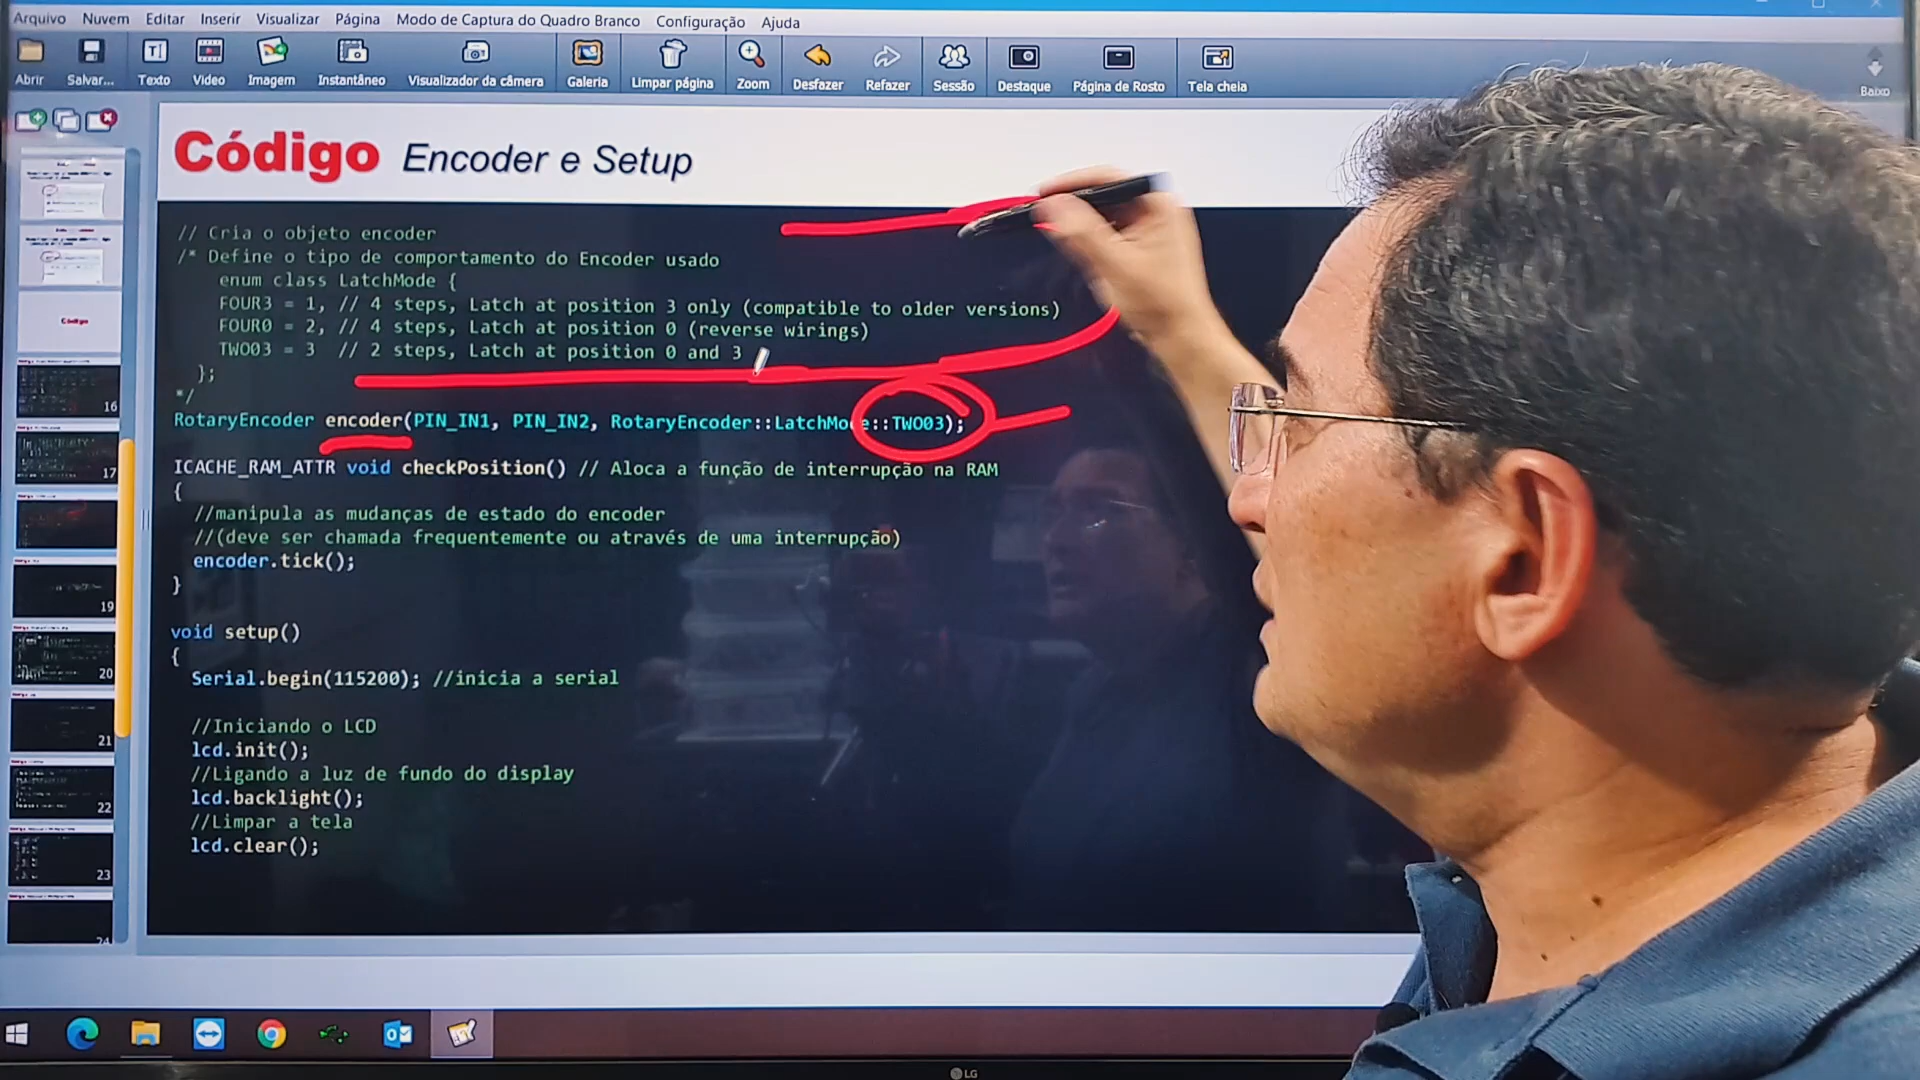 Arquivo Nuvem Editar Inserir Visualizar Página Modo de Captura do Quadro Branco Configuração Ajuda
Abrir Salvar... Texto Video Imagem Instantâneo Visualizador da câmera Galeria Limpar página Zoom Desfazer Refazer Sessão Destaque Página de Rosto Tela cheia Baixo
Código Encoder e Setup
// Cria o objeto encoder
/* Define o tipo de comportamento do Encoder usado
enum class LatchMode {
FOUR3 = 1, // 4 steps, Latch at position 3 only (compatible to older versions)
FOUR0 = 2, // 4 steps, Latch at position 0 (reverse wirings)
TWO03 = 3 // 2 steps, Latch at position 0 and 3
};
*/
RotaryEncoder encoder(PIN_IN1, PIN_IN2, RotaryEncoder::LatchMode::TWO03);
ICACHE_RAM_ATTR void checkPosition() // Aloca a função de interrupção na RAM
{
//manipula as mudanças de estado do encoder
//(deve ser chamada frequentemente ou através de uma interrupção)
encoder.tick();
}
void setup()
{
Serial.begin(115200); //inicia a serial
//Iniciando o LCD
lcd.init();
//Ligando a luz de fundo do display
lcd.backlight();
//Limpar a tela
lcd.clear();
Código
16
17
19
20
21
22
23
24
LG